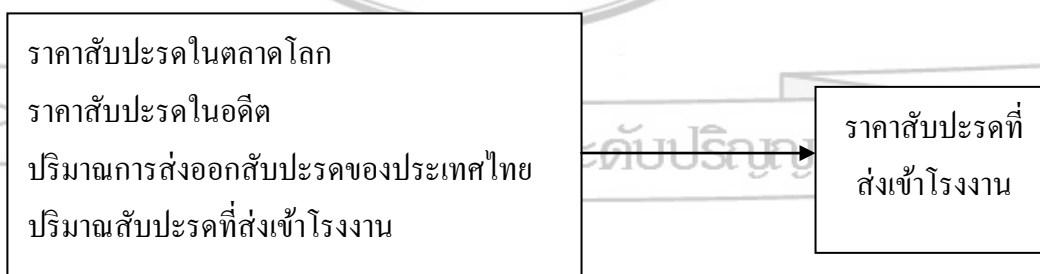 ราคาสับปะรดในตลาดโลก
ราคาสับปะรดในอดีต
ปริมาณการส่งออกสับปะรดของประเทศไทย
ปริมาณสับปะรดที่ส่งเข้าโรงงาน
ราคาสับปะรดที่
ส่งเข้าโรงงาน